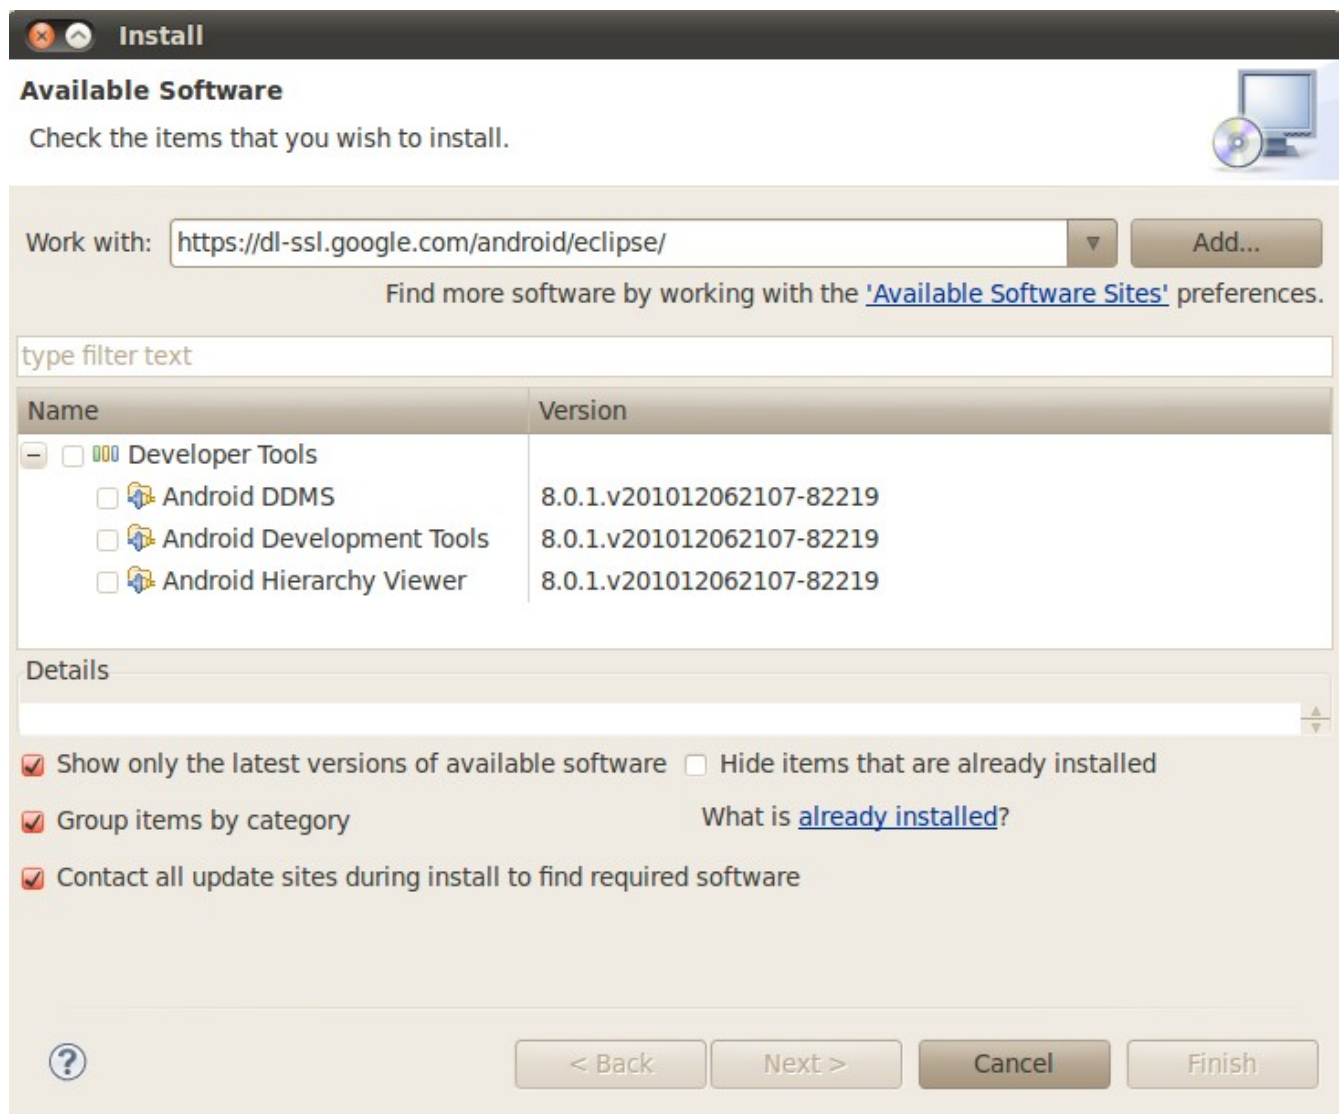 Install
Available Software
Check the items that you wish to install.
Work with: https://dl-ssl.google.com/android/eclipse/ Add...
Find more software by working with the 'Available Software Sites' preferences.
type filter text
Name Version
Developer Tools
Android DDMS 8.0.1.v201012062107-82219
Android Development Tools 8.0.1.v201012062107-82219
Android Hierarchy Viewer 8.0.1.v201012062107-82219
Details
Show only the latest versions of available software Hide items that are already installed
Group items by category What is already installed?
Contact all update sites during install to find required software
? < Back Next > Cancel Finish